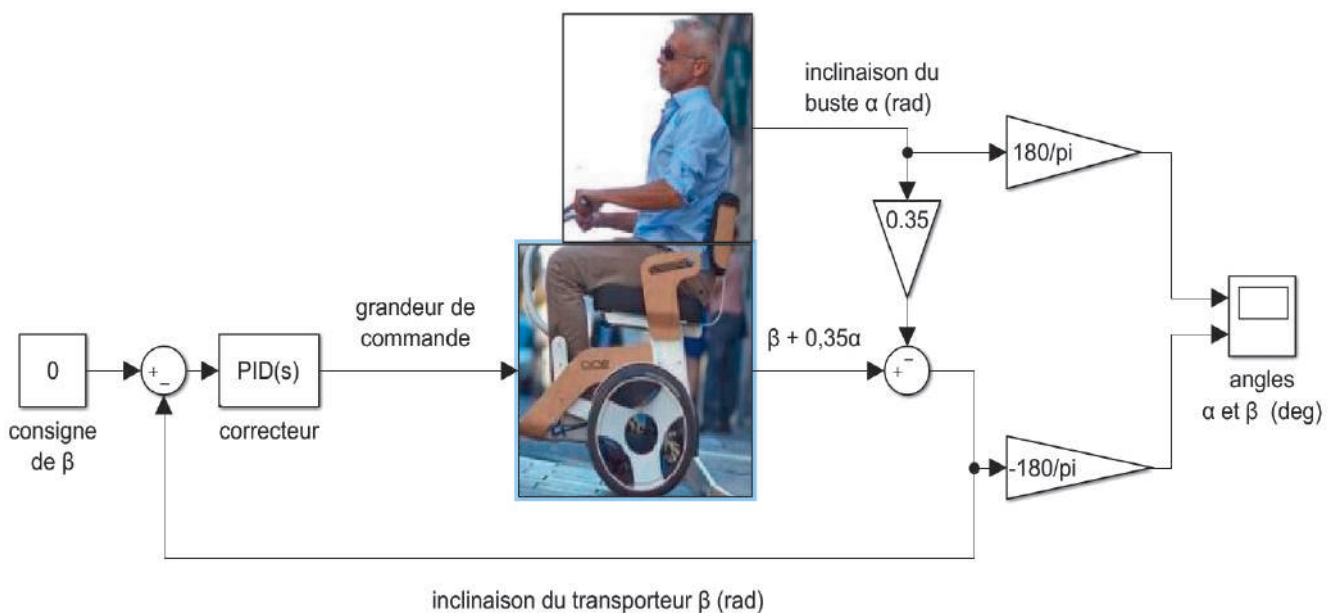 inclinaison du
buste α (rad)
180/pi
0.35
grandeur de
commande
β + 0,35α
0
+
−
PID(s)
−
+
consigne
de β
correcteur
angles
α et β (deg)
-180/pi
inclinaison du transporteur β (rad)